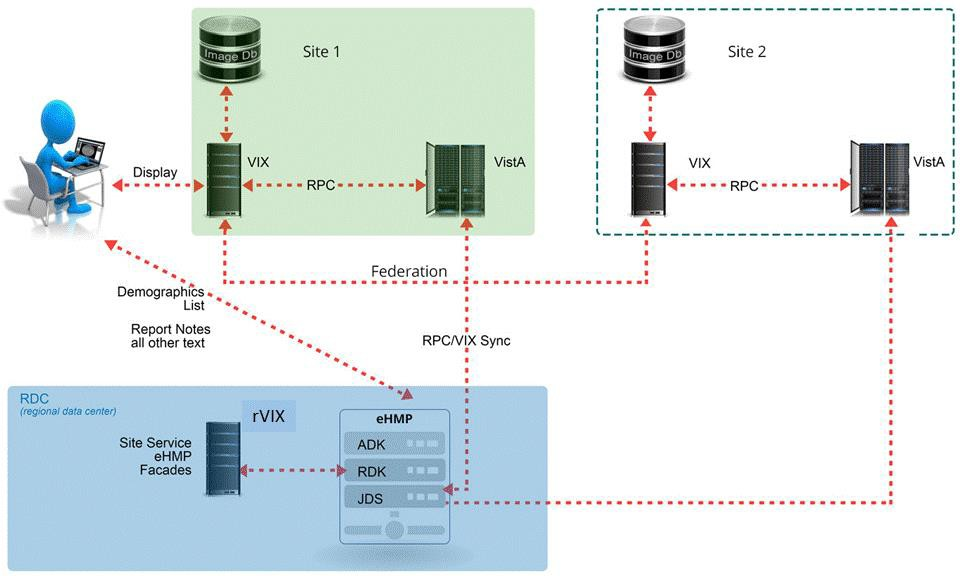 Site 1
Image Db
VIX
VistA
Display
RPC
Site 2
Image Db
VIX
VistA
RPC
Federation
Demographics
List
Report Notes
all other text
RPC/VIX Sync
RDC
(regional data center)
rVIX
Site Service
eHMP
Facades
eHMP
ADK
RDK
JDS